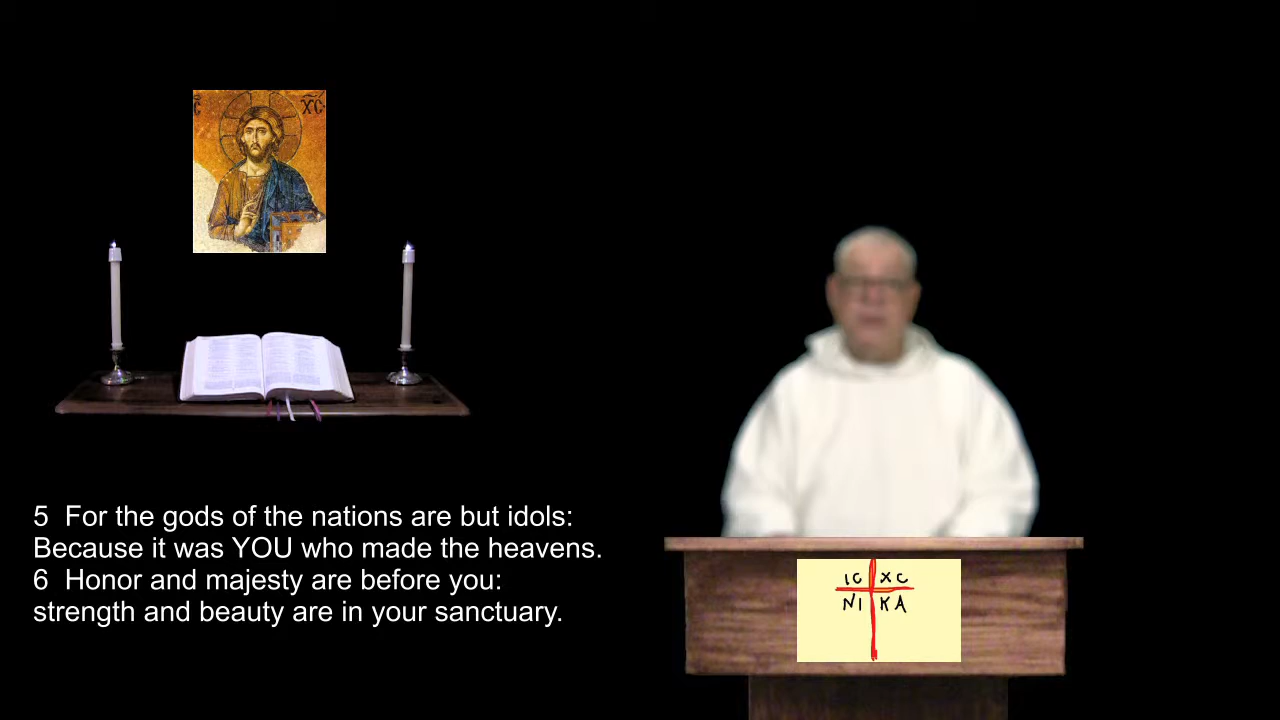 C XC
5 For the gods of the nations are but idols:
Because it was YOU who made the heavens.
6 Honor and majesty are before you:
strength and beauty are in your sanctuary.
IC XC
NI KA